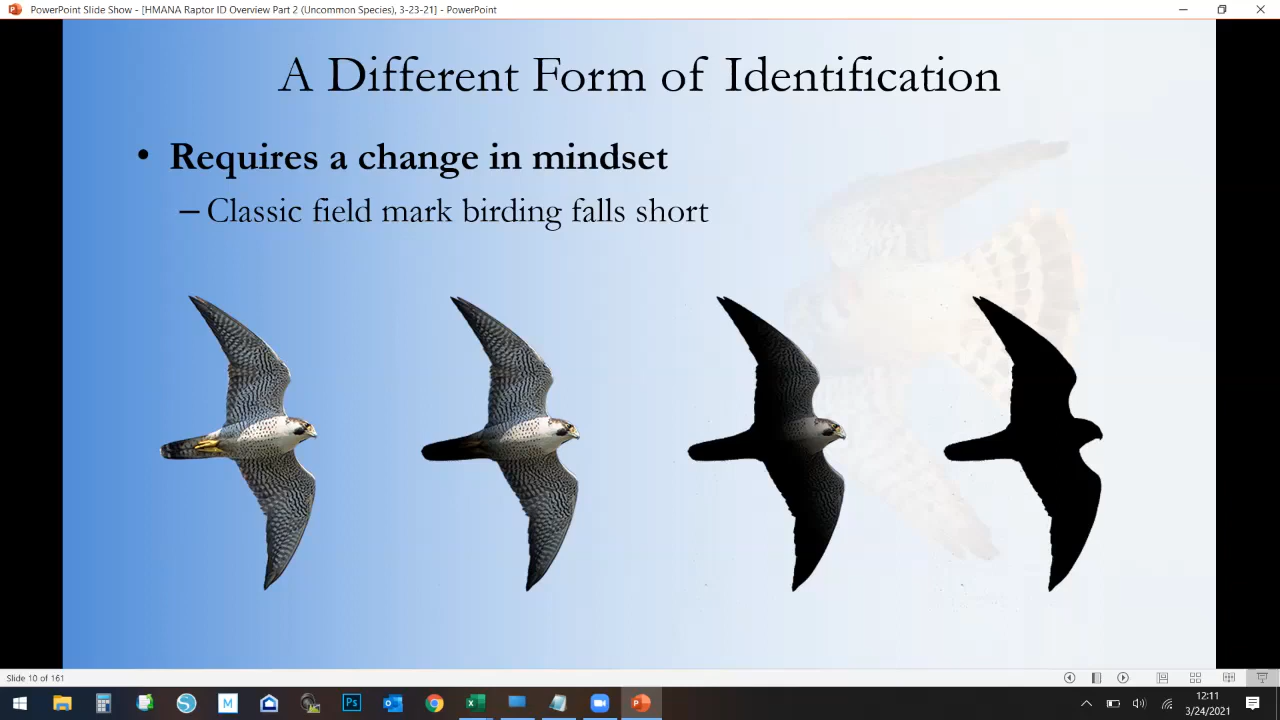 PowerPoint Slide Show - [HMANA Raptor ID Overview Part 2 (Uncommon Species), 3-23-21] - PowerPoint
A Different Form of Identification
• Requires a change in mindset
– Classic field mark birding falls short
Slide 10 of 161
12:11
3/24/2021